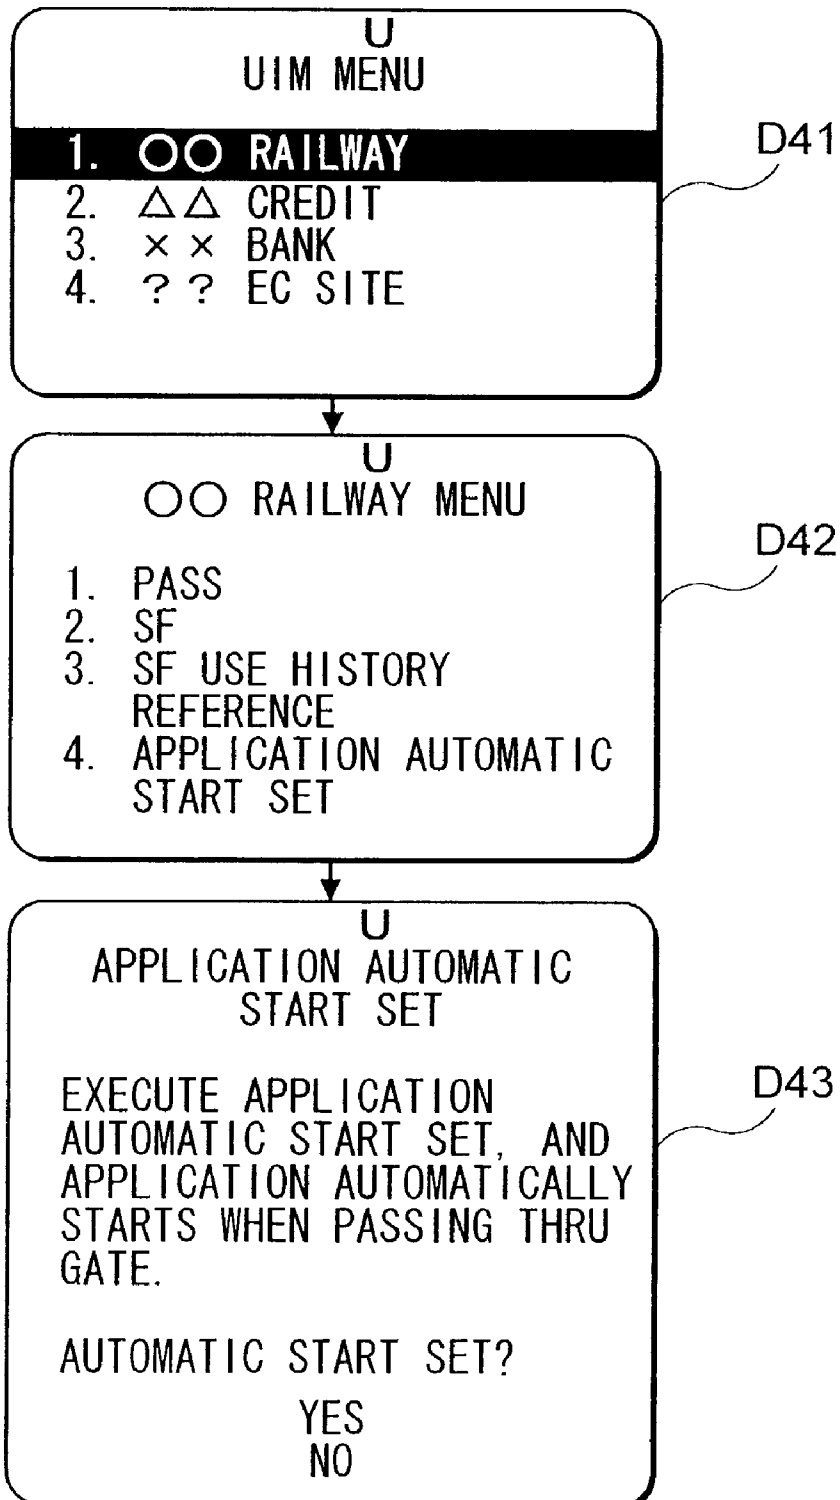 U
UIM MENU
1. ○○ RAILWAY
D41
2. △△ CREDIT
3. ×× BANK
4. ?? EC SITE
U
○○ RAILWAY MENU
D42
1. PASS
2. SF
3. SF USE HISTORY
REFERENCE
4. APPLICATION AUTOMATIC
START SET
U
APPLICATION AUTOMATIC
START SET
D43
EXECUTE APPLICATION
AUTOMATIC START SET, AND
APPLICATION AUTOMATICALLY
STARTS WHEN PASSING THRU
GATE.
AUTOMATIC START SET?
YES
NO